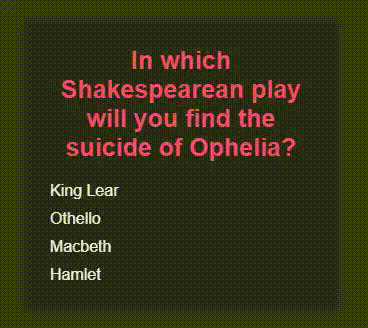 In which
Shakespearean play
will you find the
suicide of Ophelia?
King Lear
Othello
Macbeth
Hamlet